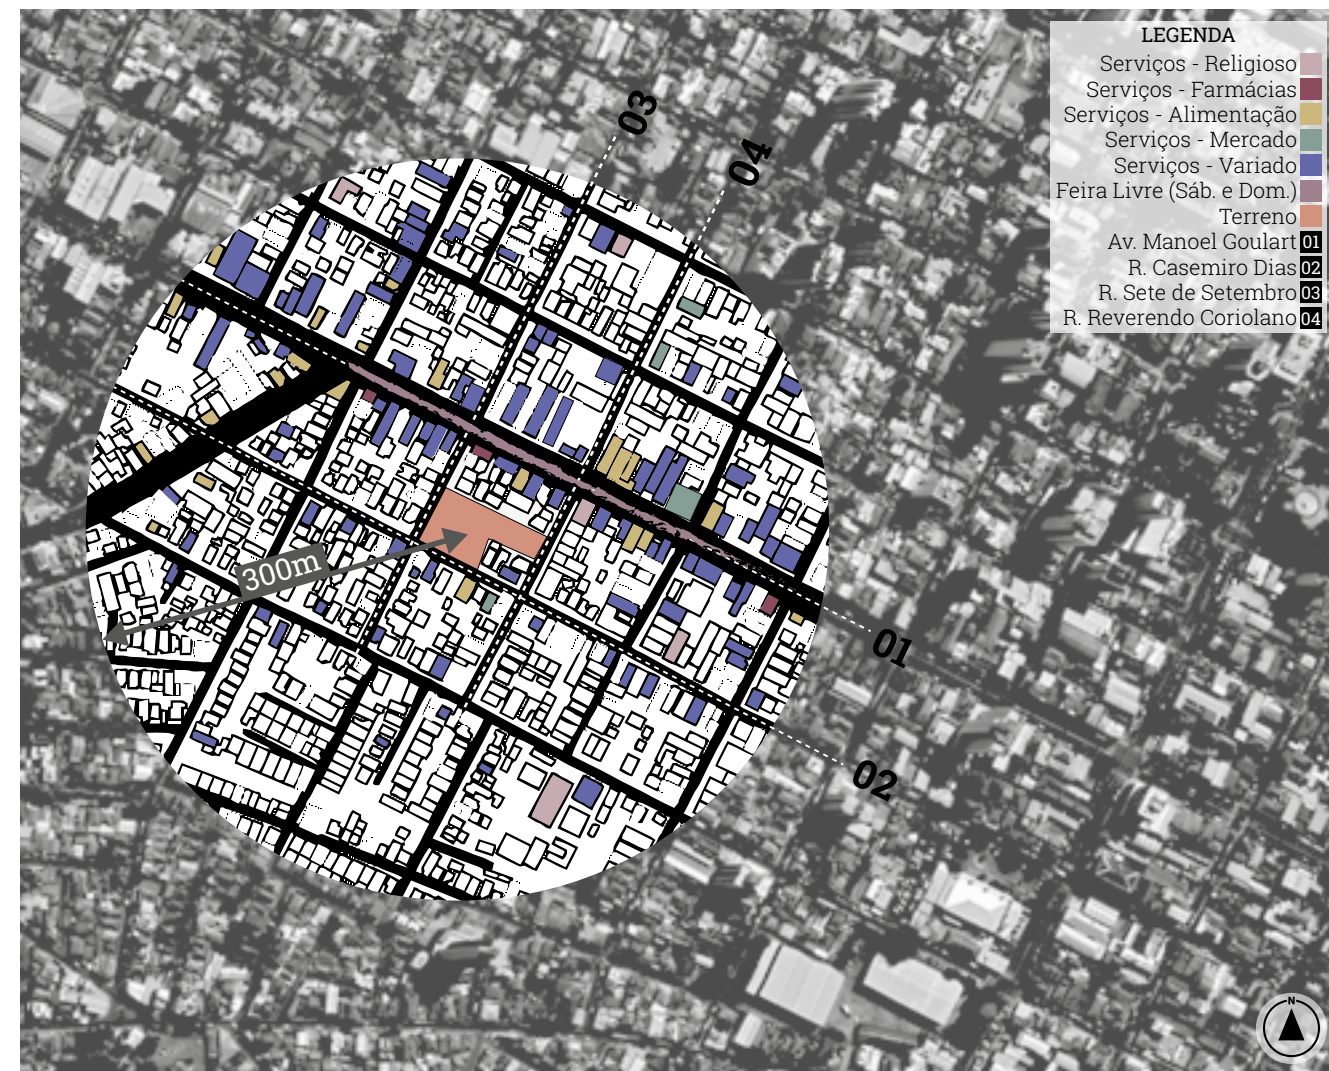 LEGENDA
Serviços - Religioso
Serviços - Farmácias
Serviços - Alimentação
Serviços - Mercado
Serviços - Variado
Feira Livre (Sáb. e Dom.)
Terreno
Av. Manoel Goulart 01
R. Casemiro Dias 02
R. Sete de Setembro 03
R. Reverendo Coriolano 04
03
04
300m
01
02
N